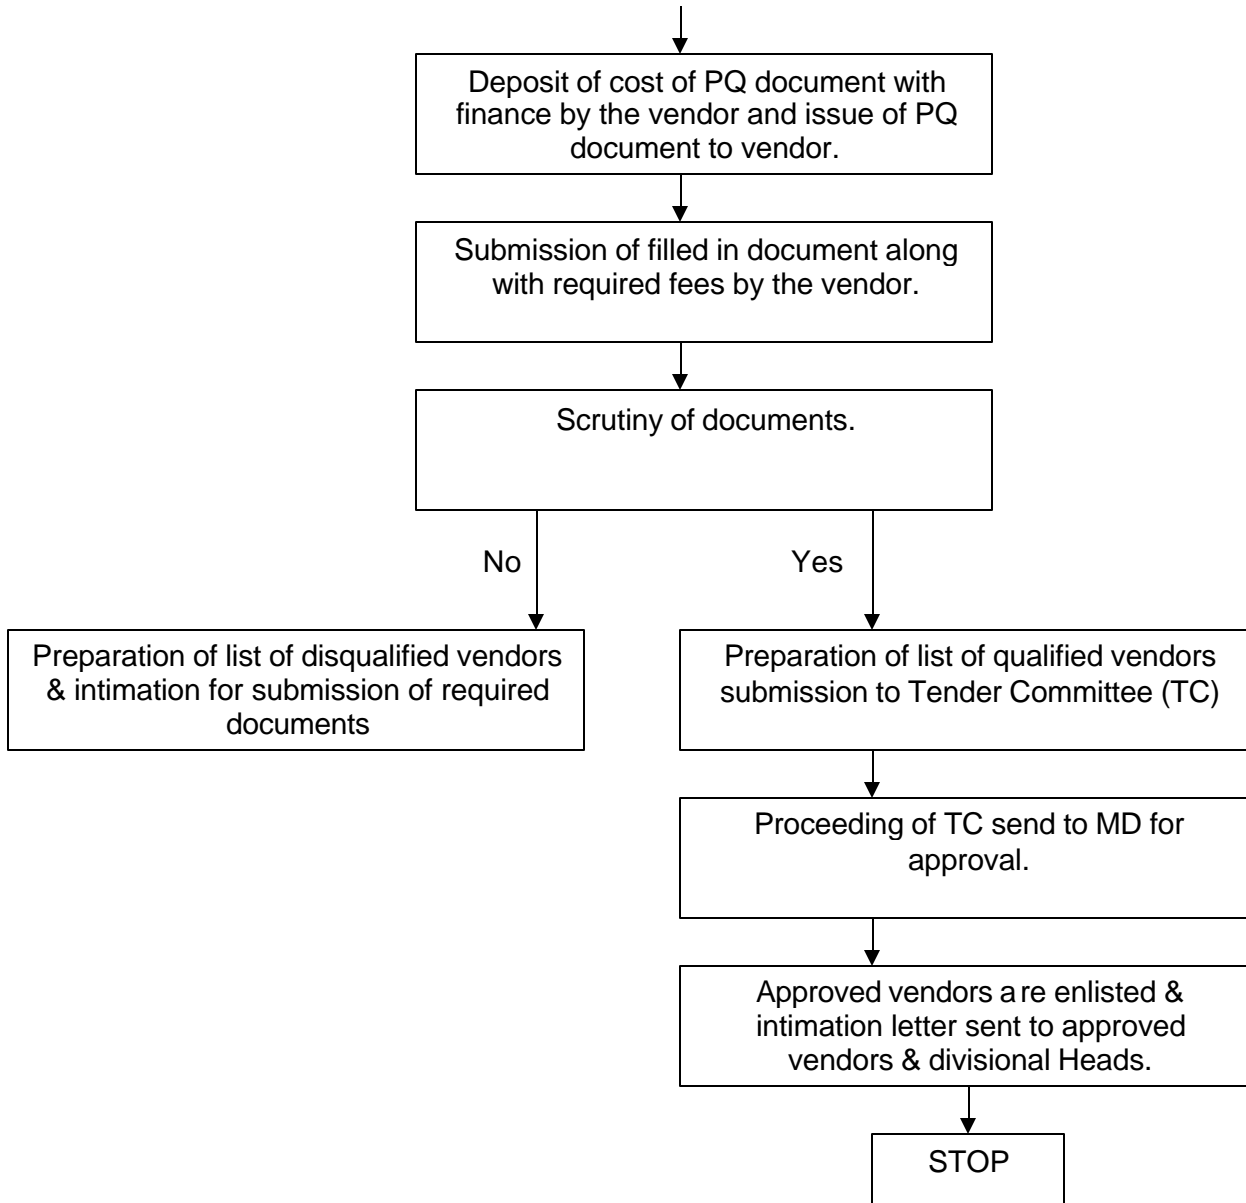 Deposit of cost of PQ document with
finance by the vendor and issue of PQ
document to vendor.
Submission of filled in document along
with required fees by the vendor.
Scrutiny of documents.
No
Yes
Preparation of list of disqualified vendors
& intimation for submission of required
documents
Preparation of list of qualified vendors
submission to Tender Committee (TC)
Proceeding of TC send to MD for
approval.
Approved vendors are enlisted &
intimation letter sent to approved
vendors & divisional Heads.
STOP